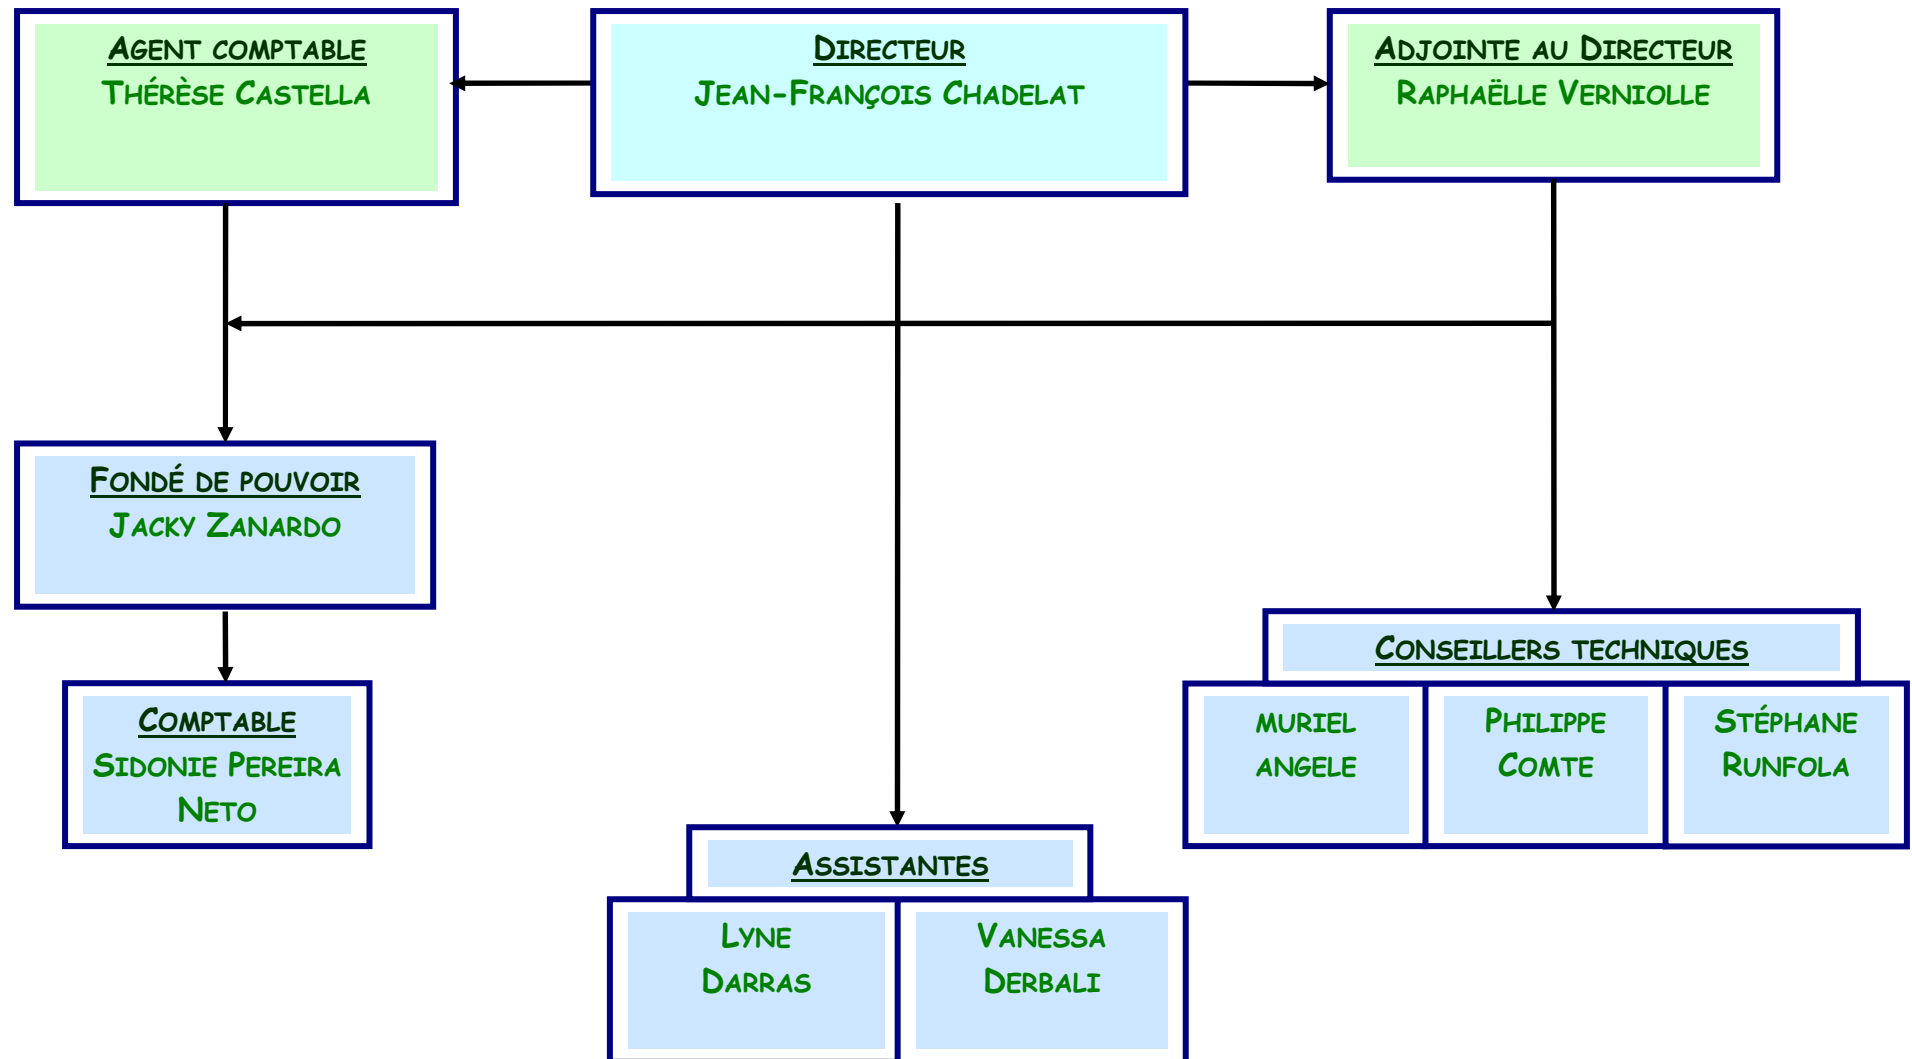 Agent comptable
Thérèse Castella
Directeur
Jean-François Chadelat
Adjointe au Directeur
Raphaëlle Verniolle
Fondé de pouvoir
Jacky Zanardo
Comptable
Sidonie Pereira
Neto
Conseillers techniques
muriel
angele
Philippe
Comte
Stéphane
Runfola
Assistantes
Lyne
Darras
Vanessa
Derbali